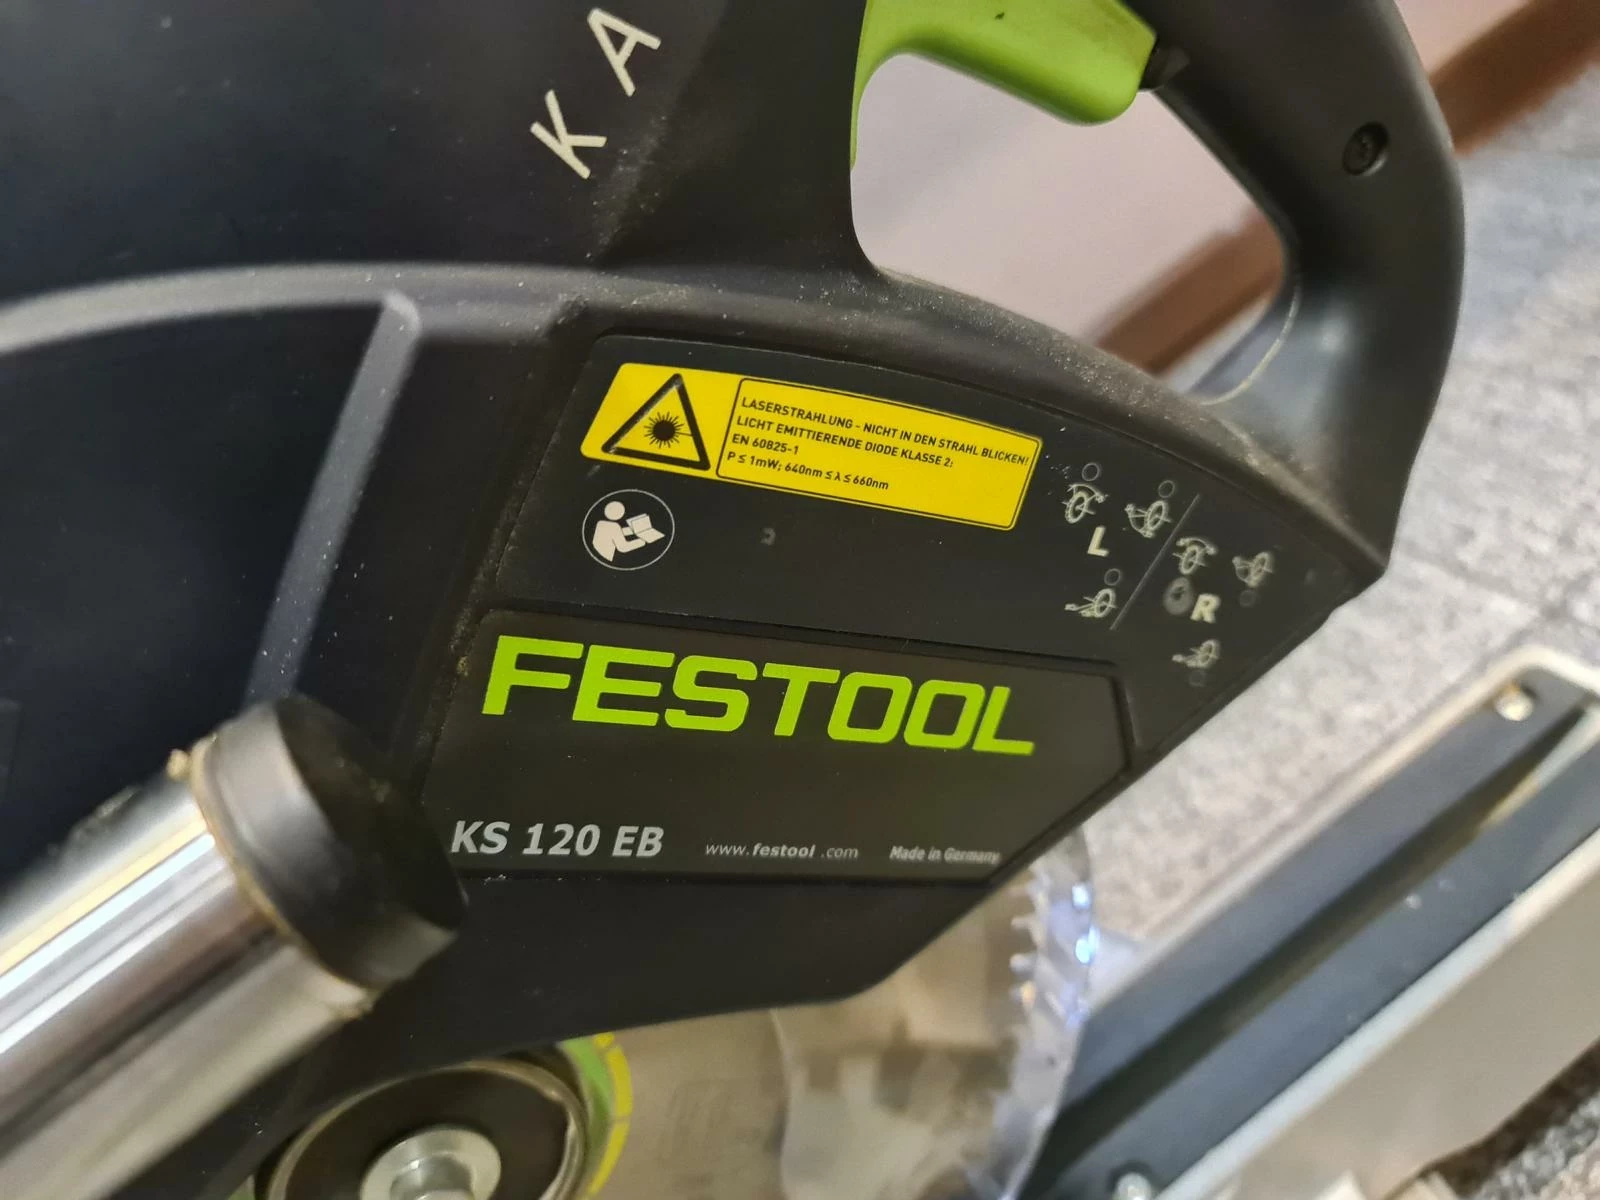 KA
LASERSTRAHLUNG - NICHT IN DEN STRAHL BLICKEN!
LICHT EMITTIERENDE DIODE KLASSE 2:
EN 60825-1
P ≤ 1mW; 640nm ≤ λ ≤ 660nm
L
R
FESTOOL
KS 120 EB www.festool.com Made in Germany